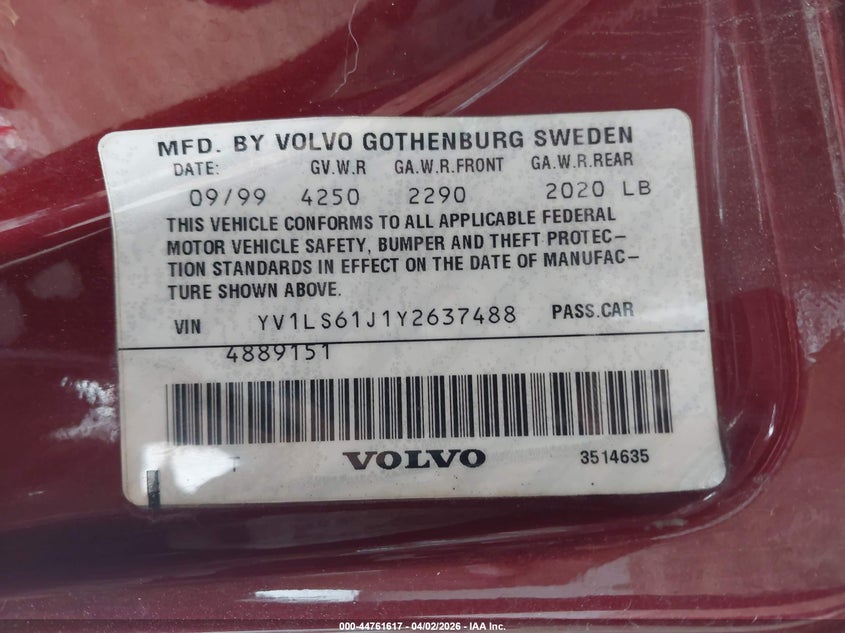 MFD. BY VOLVO GOTHENBURG SWEDEN
DATE: GV.W.R GA.W.R.FRONT GA.W.R.REAR
09/99 4250 2290 2020 LB
THIS VEHICLE CONFORMS TO ALL APPLICABLE FEDERAL
MOTOR VEHICLE SAFETY, BUMPER AND THEFT PROTEC-
TION STANDARDS IN EFFECT ON THE DATE OF MANUFAC-
TURE SHOWN ABOVE.
VIN YV1LS61J1Y2637488 PASS.CAR
4889151
VOLVO 3514635
000-44761617 - 04/02/2026 - IAA Inc.